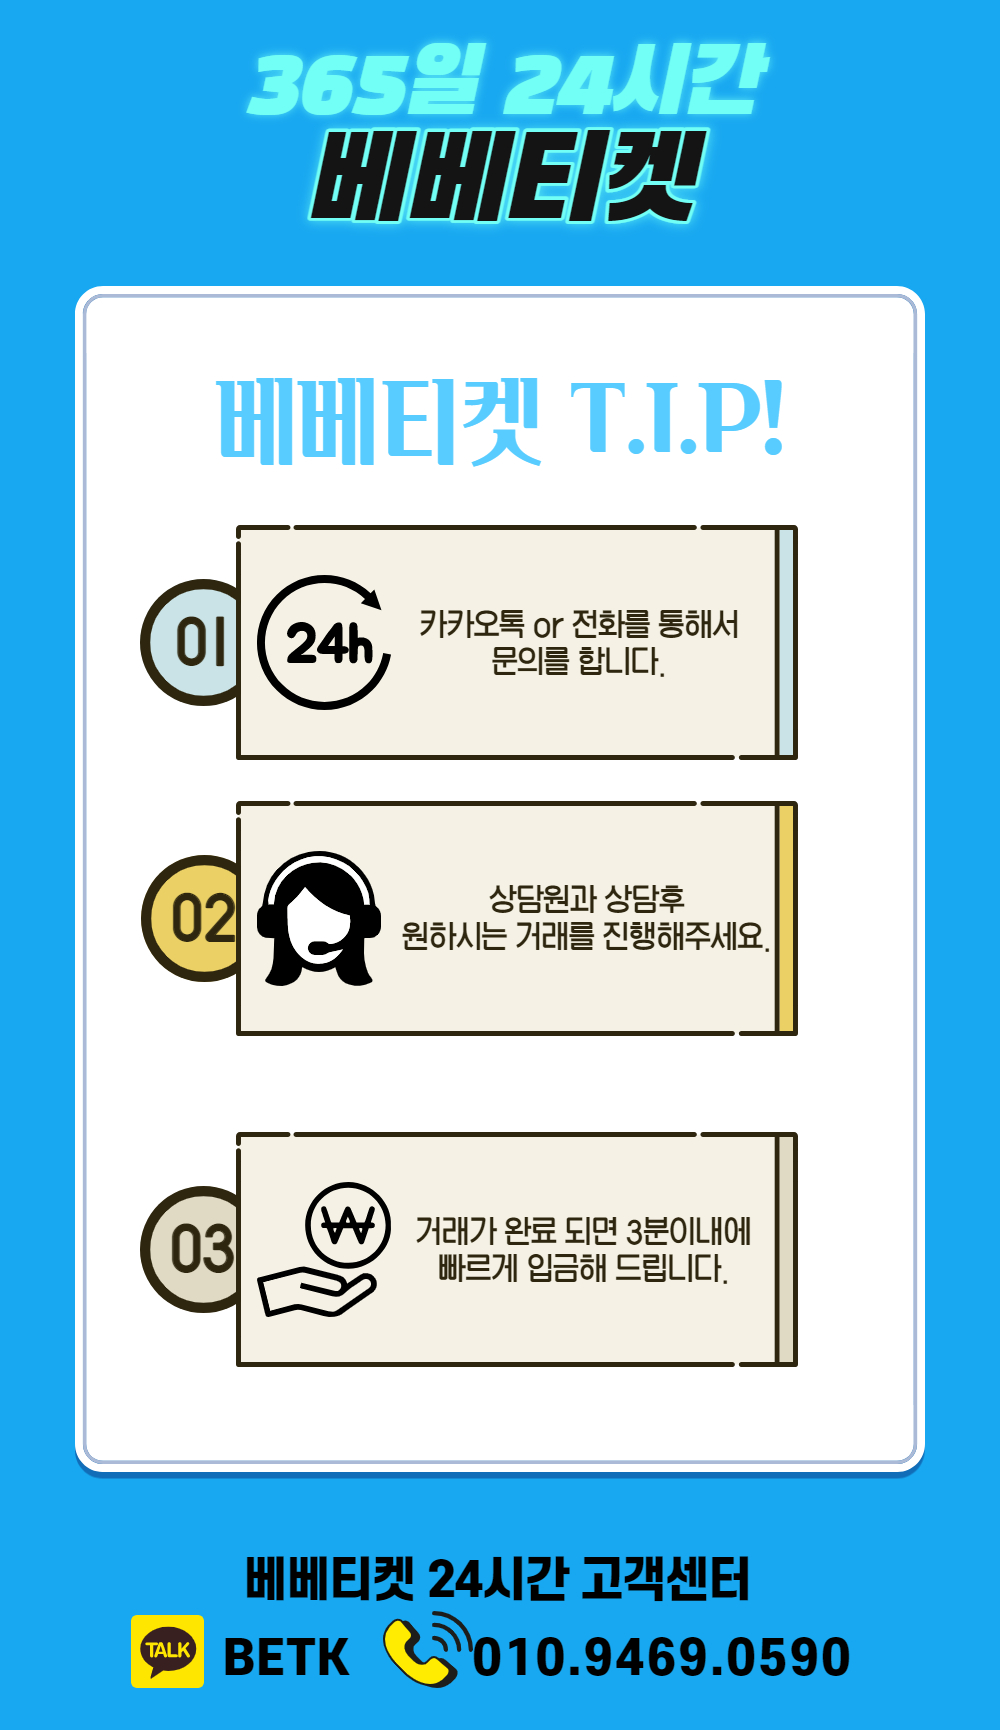 365일 24시간
베베티켓
베베티켓 T.I.P!
01
24h
카카오톡 or 전화를 통해서
문의를 합니다.
02
상담원과 상담후
원하시는 거래를 진행해주세요.
03
₩
거래가 완료 되면 3분이내에
빠르게 입금해 드립니다.
베베티켓 24시간 고객센터
TALK BETK 010.9469.0590